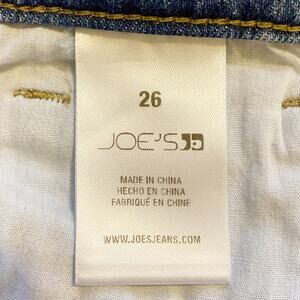 26
JOE'S
MADE IN CHINA
HECHO EN CHINA
FABRIQUÉ EN CHINE
WWW.JOESJEANS.COM